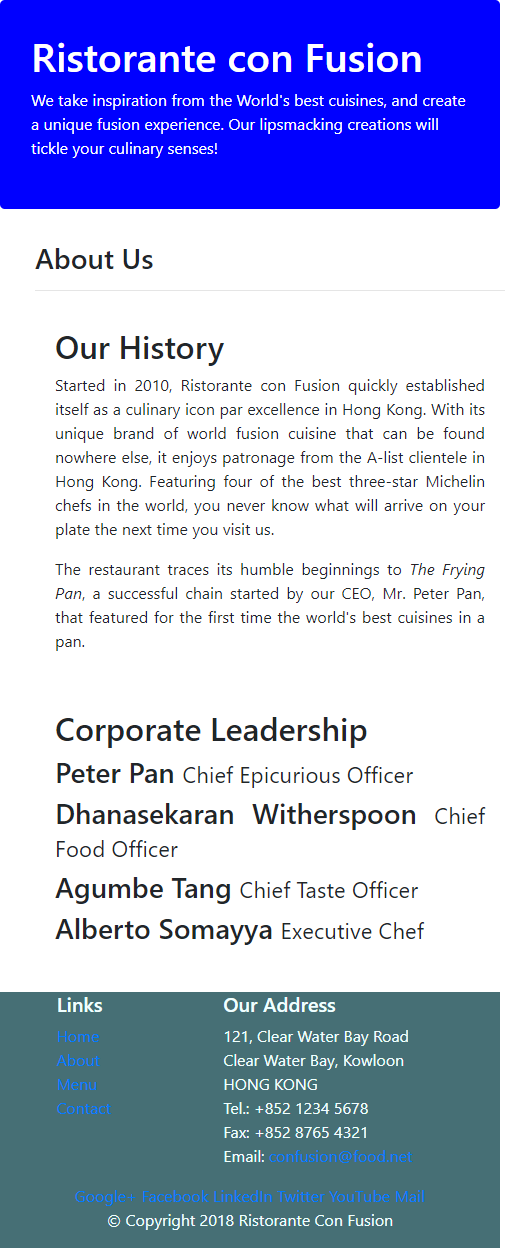 Ristorante con Fusion
We take inspiration from the World's best cuisines, and create
a unique fusion experience. Our lipsmacking creations will
tickle your culinary senses!
About Us
Our History
Started in 2010, Ristorante con Fusion quickly established
itself as a culinary icon par excellence in Hong Kong. With its
unique brand of world fusion cuisine that can be found
nowhere else, it enjoys patronage from the A-list clientele in
Hong Kong. Featuring four of the best three-star Michelin
chefs in the world, you never know what will arrive on your
plate the next time you visit us.
The restaurant traces its humble beginnings to The Frying
Pan, a successful chain started by our CEO, Mr. Peter Pan,
that featured for the first time the world's best cuisines in a
pan.
Corporate Leadership
Peter Pan Chief Epicurious Officer
Dhanasekaran Witherspoon Chief
Food Officer
Agumbe Tang Chief Taste Officer
Alberto Somayya Executive Chef
Links
Home
About
Menu
Contact
Our Address
121, Clear Water Bay Road
Clear Water Bay, Kowloon
HONG KONG
Tel.: +852 1234 5678
Fax: +852 8765 4321
Email: confusion@food.net
Google+ Facebook LinkedIn Twitter YouTube Mail
© Copyright 2018 Ristorante Con Fusion